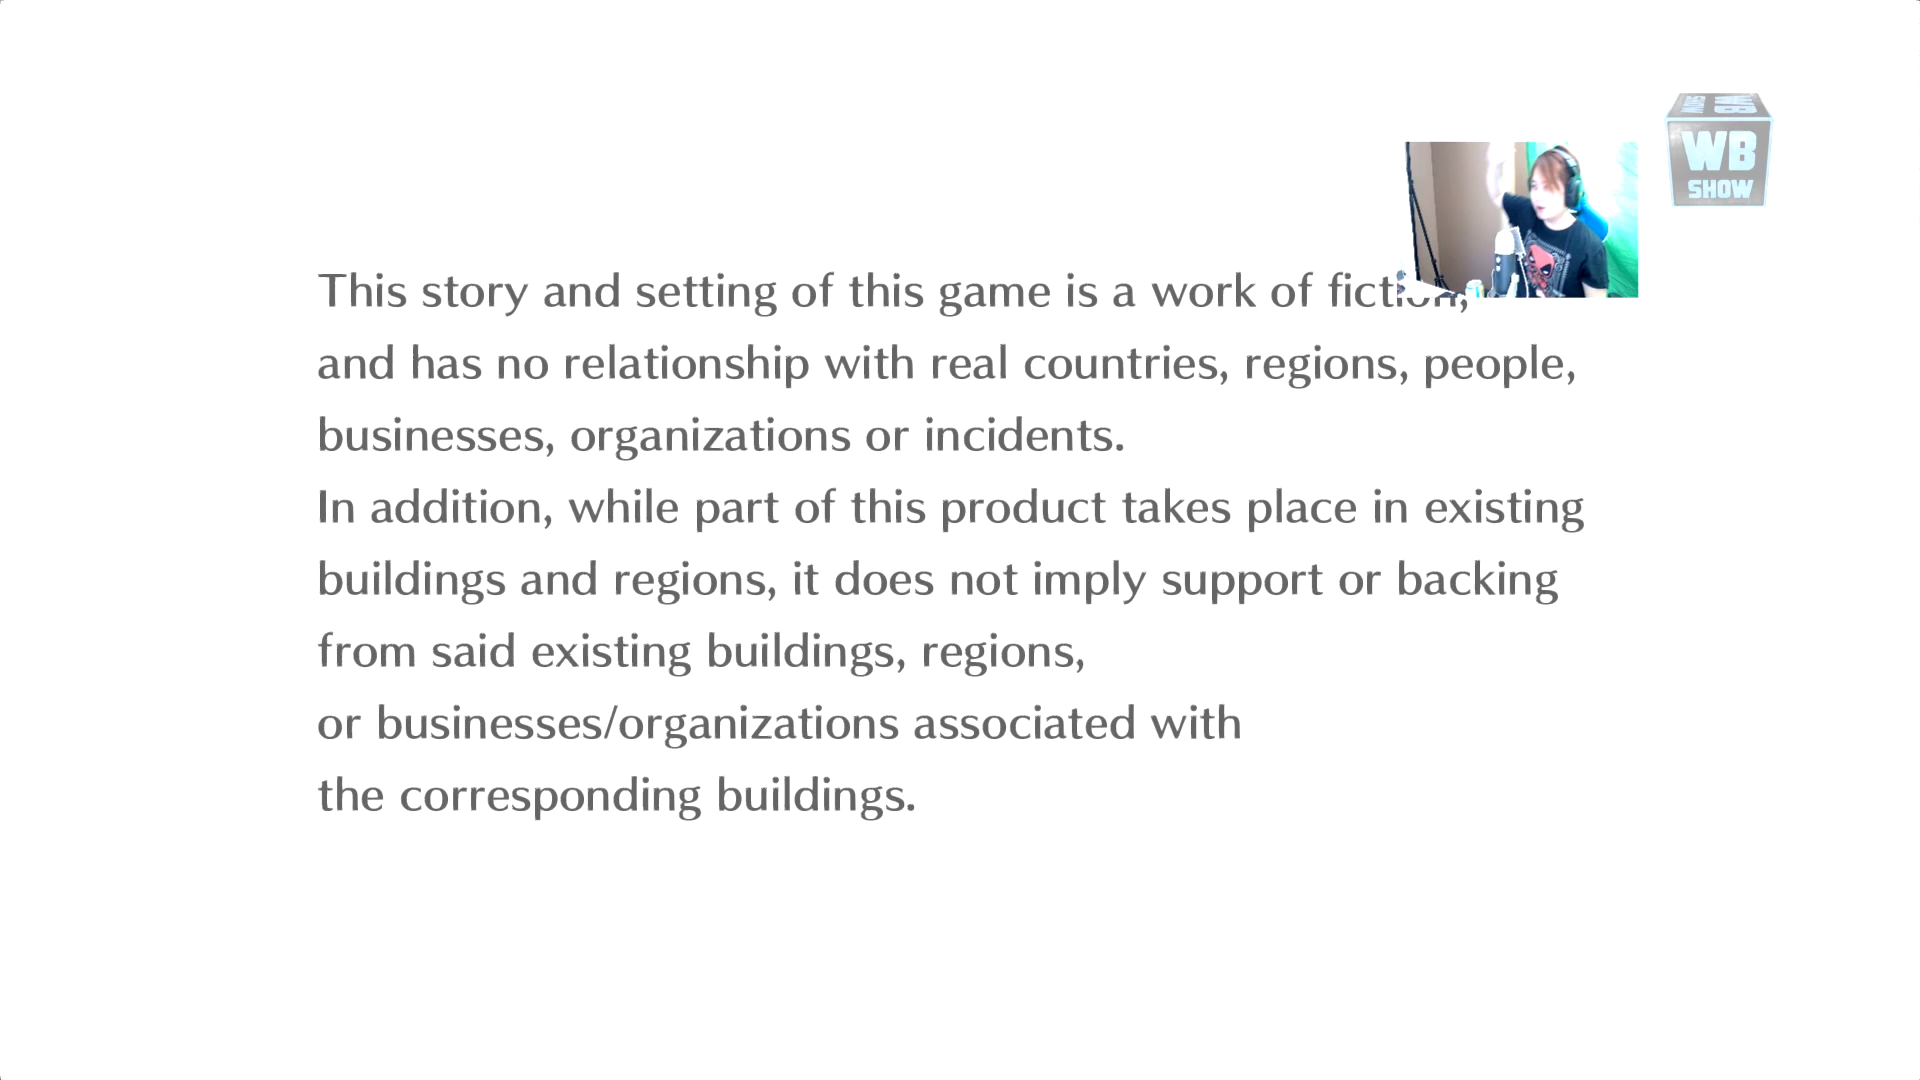 WB
SHOW
This story and setting of this game is a work of fiction,
and has no relationship with real countries, regions, people,
businesses, organizations or incidents.
In addition, while part of this product takes place in existing
buildings and regions, it does not imply support or backing
from said existing buildings, regions,
or businesses/organizations associated with
the corresponding buildings.